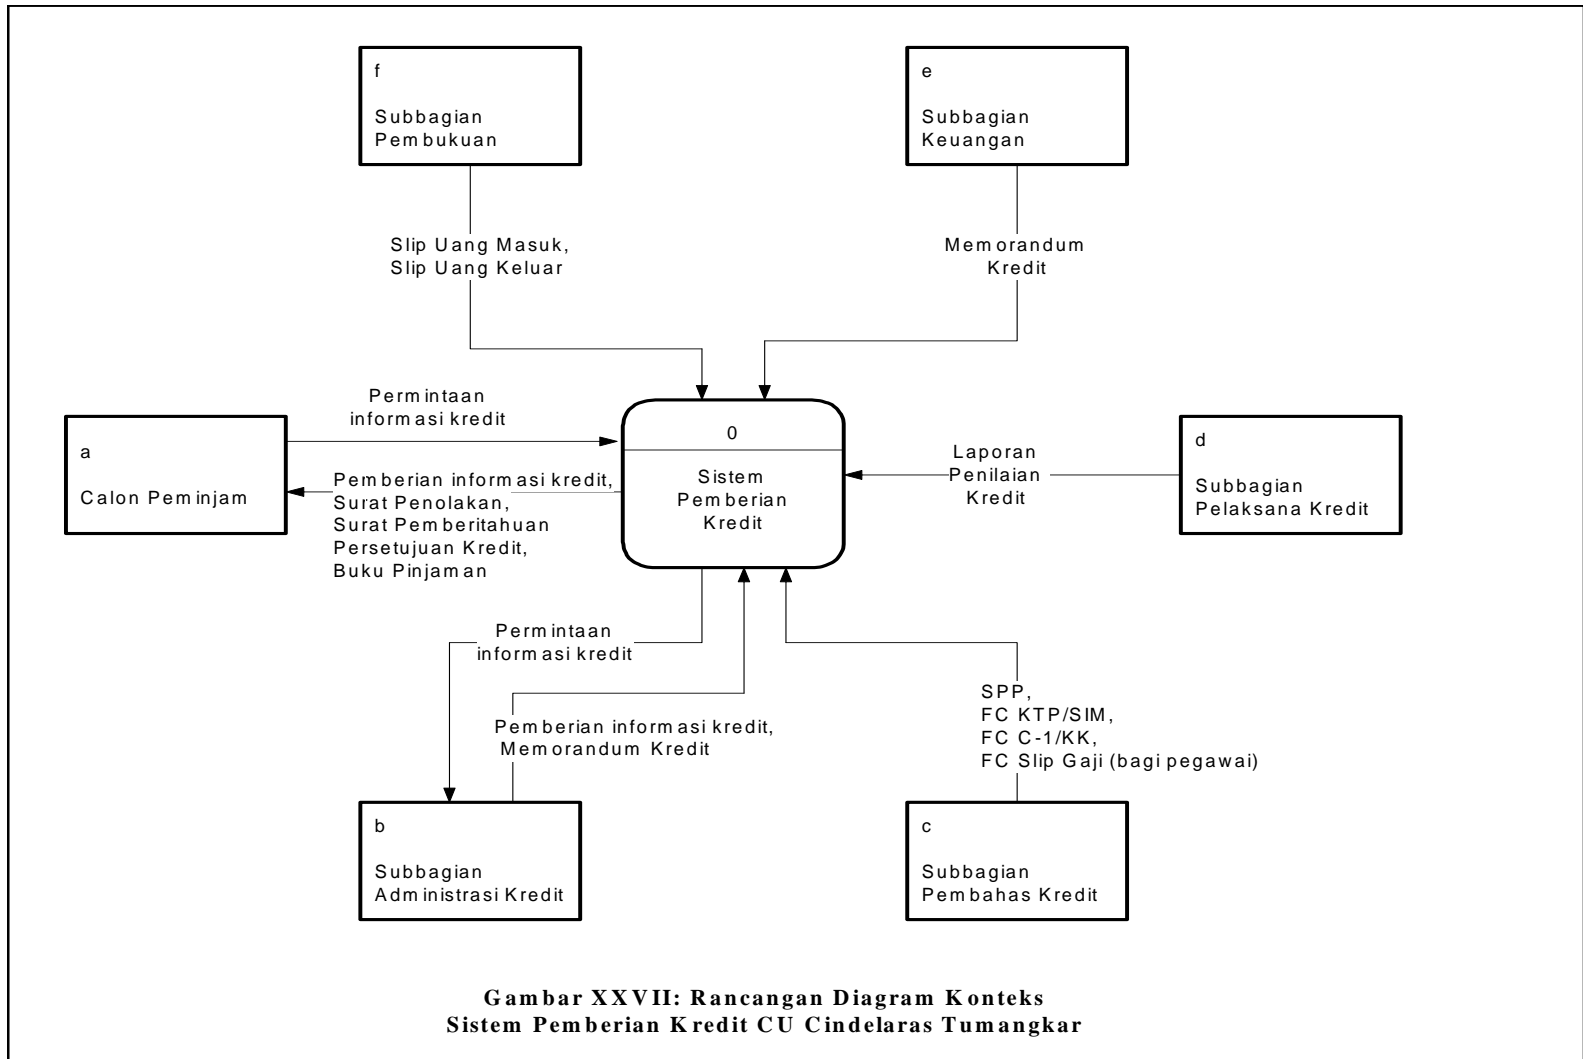 f
Subbagian
Pembukuan
e
Subbagian
Keuangan
Slip Uang Masuk,
Slip Uang Keluar
Memorandum
Kredit
Permintaan
informasi kredit
a
Calon Peminjam
0
Sistem
Pemberian
Kredit
Laporan
Penilaian
Kredit
d
Subbagian
Pelaksana Kredit
Pemberian informasi kredit,
Surat Penolakan,
Surat Pemberitahuan
Persetujuan Kredit,
Buku Pinjaman
Permintaan
informasi kredit
Pemberian informasi kredit,
Memorandum Kredit
SPP,
FC KTP/SIM,
FC C-1/KK,
FC Slip Gaji (bagi pegawai)
b
Subbagian
Administrasi Kredit
c
Subbagian
Pembahas Kredit
Gambar XXVII: Rancangan Diagram Konteks
Sistem Pemberian Kredit CU Cindelaras Tumangkar